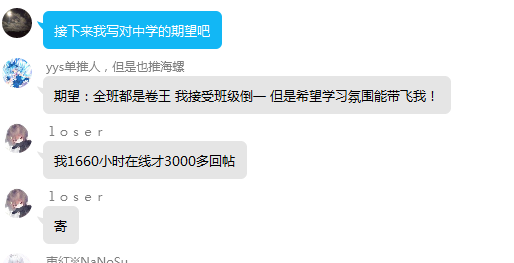 接下来我写对中学的期望吧
yys单推人，但是也推海螺
期望：全班都是卷王 我接受班级倒一 但是希望学习氛围能带飞我！
ｌｏｓｅｒ
我1660小时在线才3000多回帖
ｌｏｓｅｒ
寄